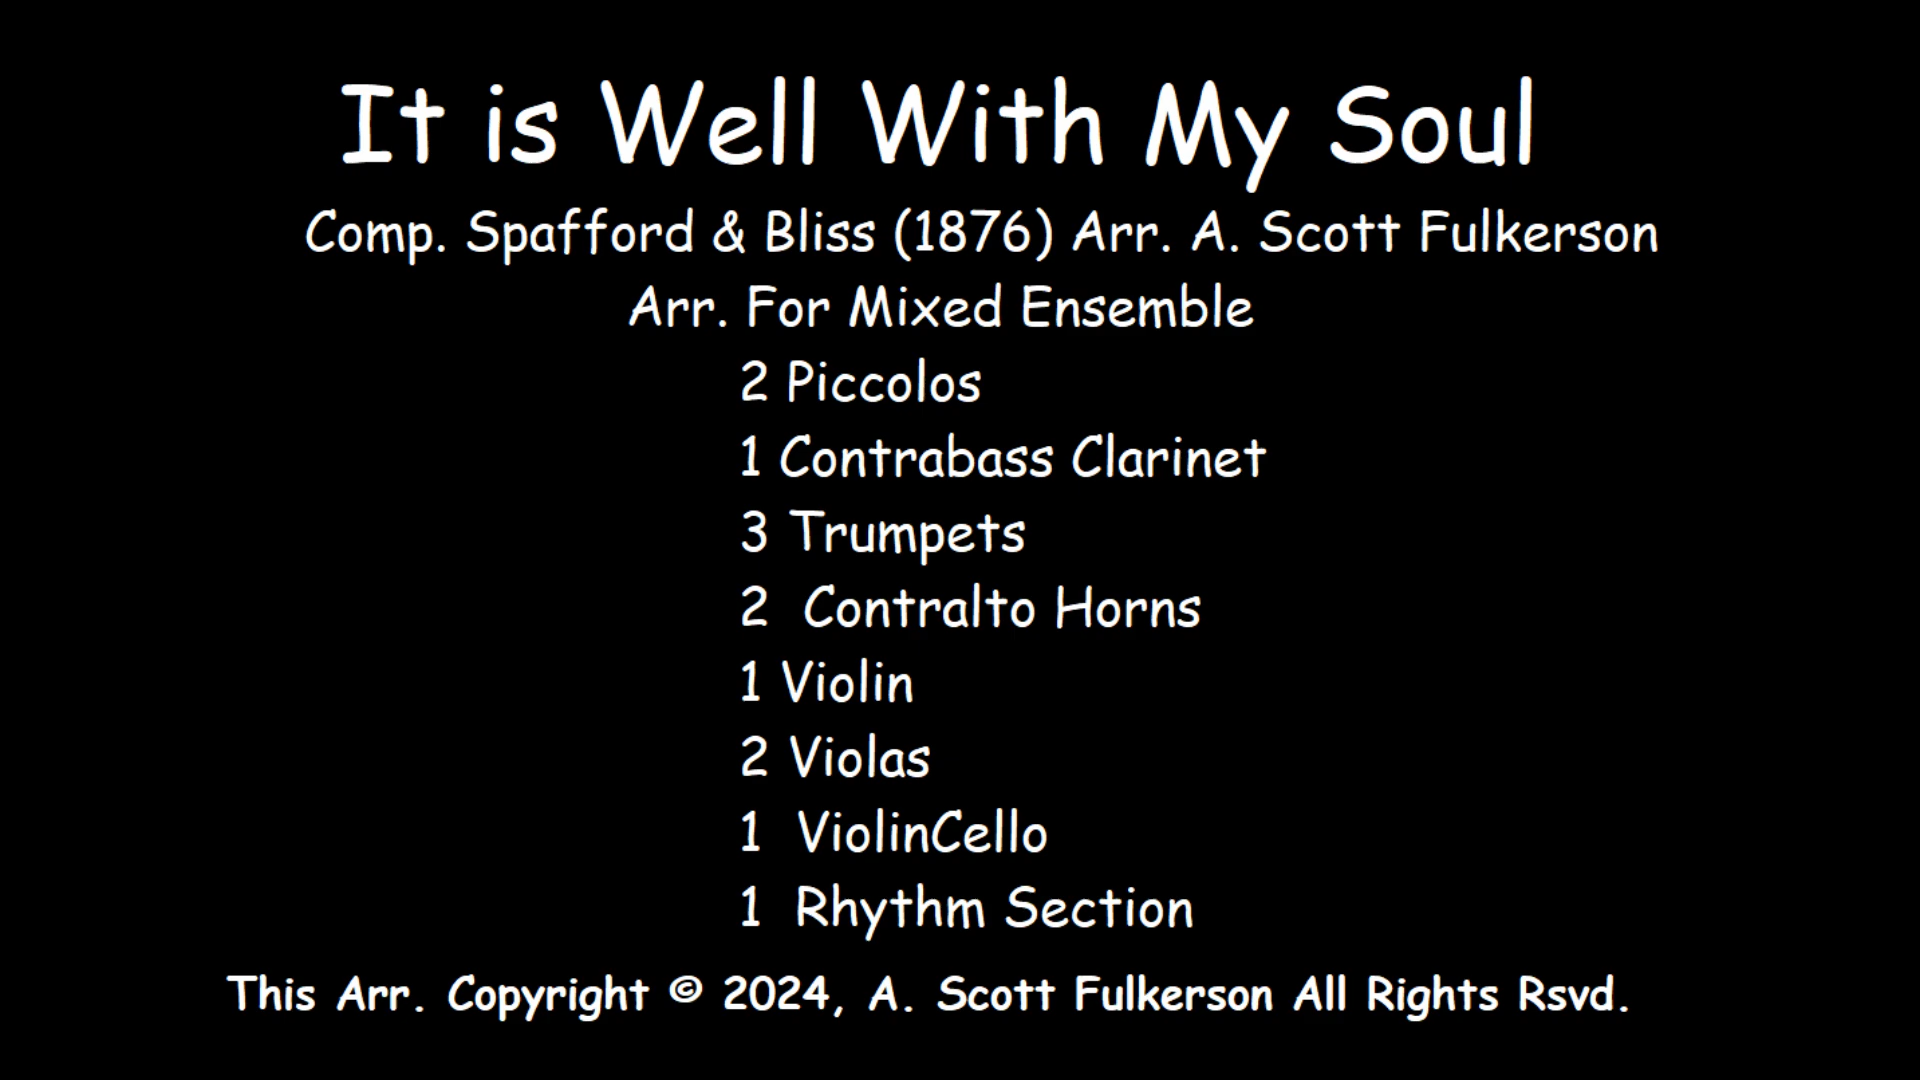 It is Well With My Soul
Comp. Spafford & Bliss (1876) Arr. A. Scott Fulkerson
Arr. For Mixed Ensemble
2 Piccolos
1 Contrabass Clarinet
3 Trumpets
2 Contralto Horns
1 Violin
2 Violas
1 ViolinCello
1 Rhythm Section
This Arr. Copyright © 2024, A. Scott Fulkerson All Rights Rsvd.